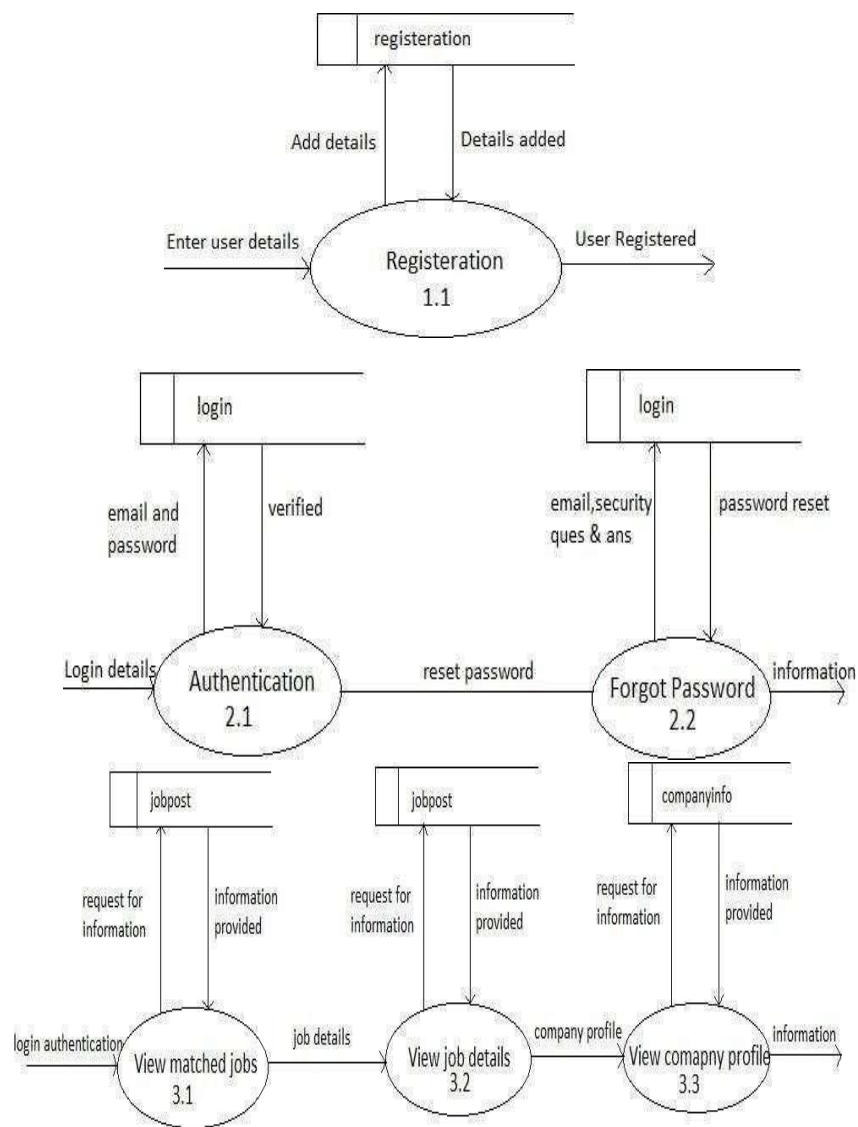 registeration
Add details
Details added
Enter user details
User Registered
Registeration
1.1
login
login
email and
password
verified
email,security
ques & ans
password reset
Login details
Authentication
2.1
reset password
Forgot Password
2.2
information
jobpost
jobpost
companyinfo
request for
information
information
provided
request for
information
information
provided
request for
information
information
provided
login authentication
View matched jobs
3.1
job details
View job details
3.2
company profile
View comapny profile
3.3
information